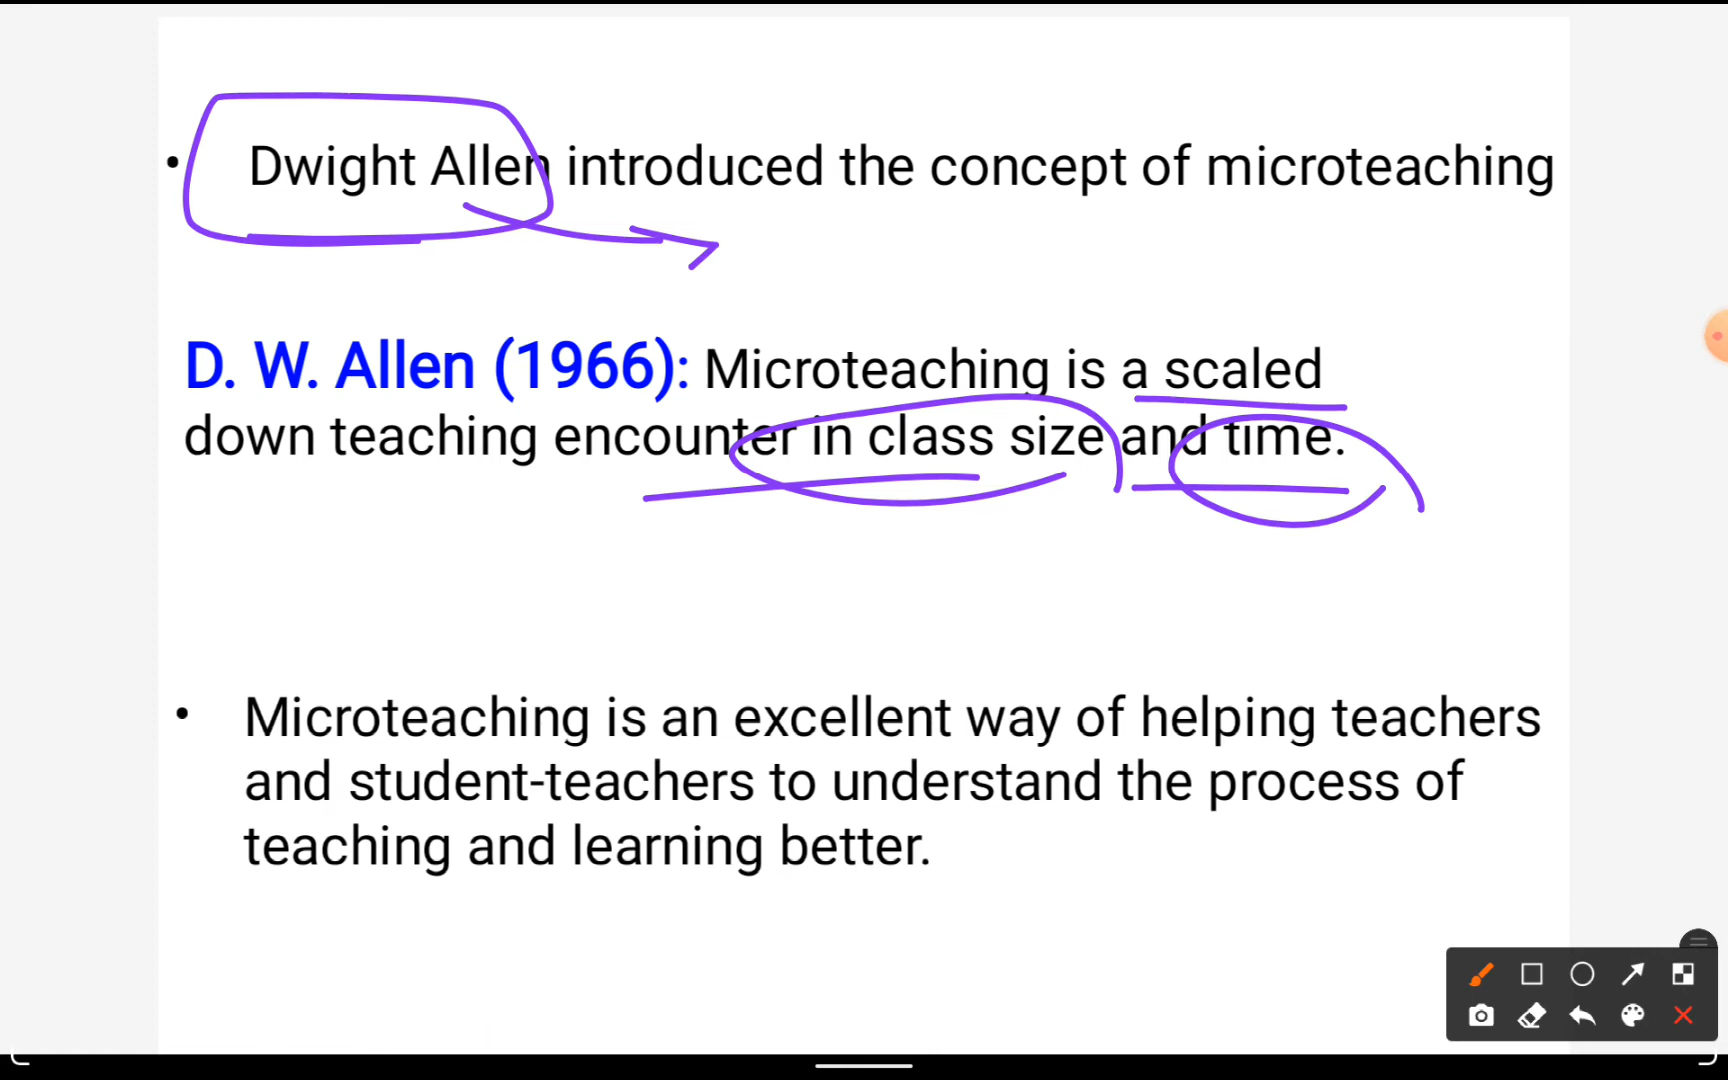 • Dwight Allen introduced the concept of microteaching
D. W. Allen (1966): Microteaching is a scaled
down teaching encounter in class size and time.
• Microteaching is an excellent way of helping teachers
and student-teachers to understand the process of
teaching and learning better.